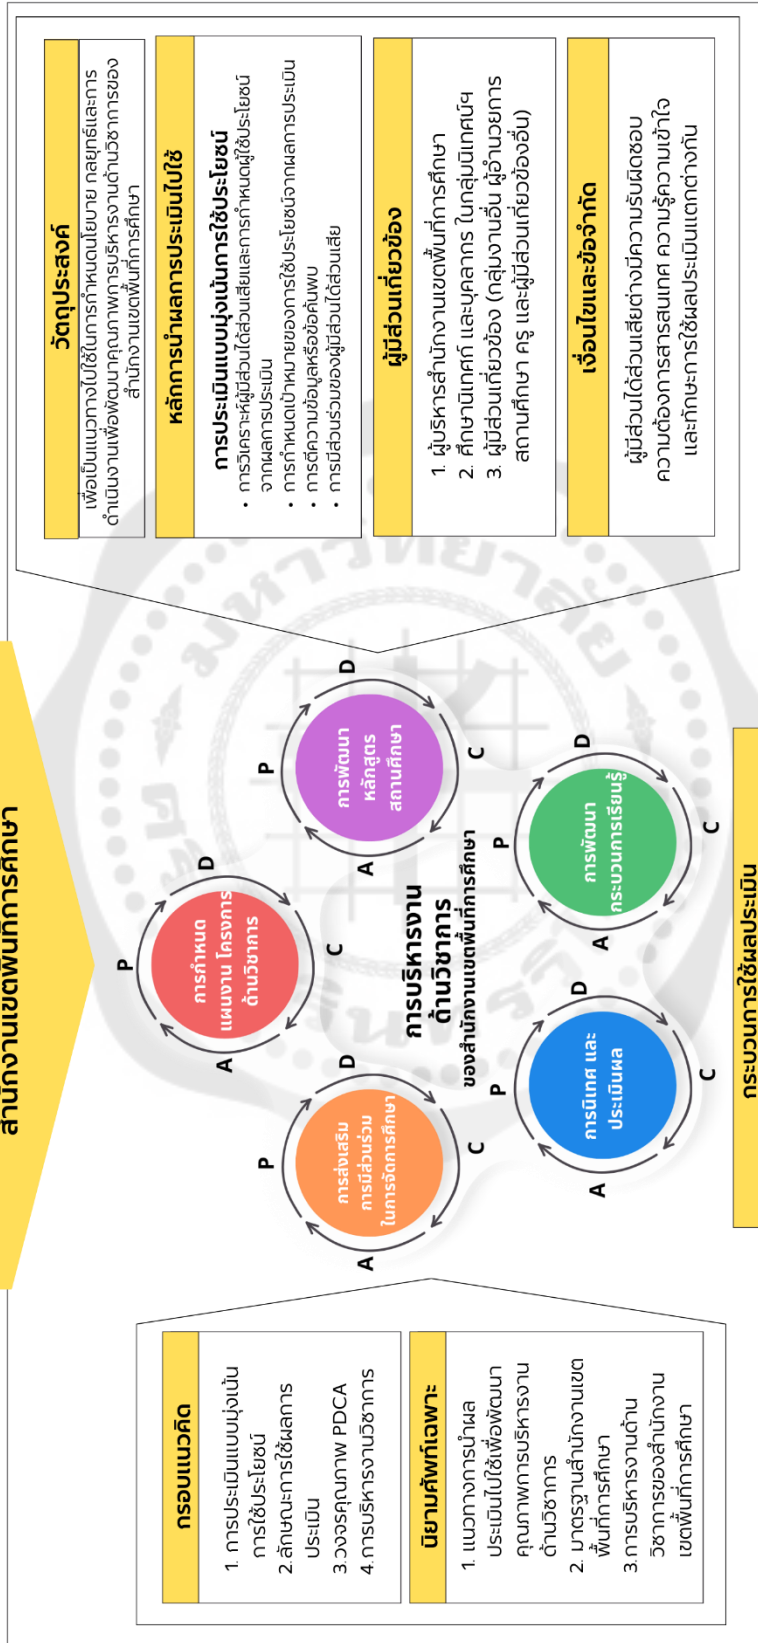 สำนักงานเขตพื้นที่การศึกษา
กรอบแนวคิด
1. การประเมินแบบมุ่งเน้น
การใช้ประโยชน์
2.ลักษณะการใช้ผลการ
ประเมิน
3.วงจรคุณภาพ PDCA
4.การบริหารงานวิชาการ
นิยามศัพท์เฉพาะ
1. แนวทางการนำผล
ประเมินไปใช้เพื่อพัฒนา
คุณภาพการบริหารงาน
ด้านวิชาการ
2. มาตรฐานสำนักงานเขต
พื้นที่การศึกษา
3.การบริหารงานด้าน
วิชาการของสำนักงาน
เขตพื้นที่การศึกษา
P
D
C
A
การกำหนด
แผนงาน โครงการ
ด้านวิชาการ
P
D
C
A
การส่งเสริม
การมีส่วนร่วม
ในการจัดการศึกษา
P
D
C
A
การพัฒนา
หลักสูตร
สถานศึกษา
การบริหารงาน
ด้านวิชาการ
ของสำนักงานเขตพื้นที่การศึกษา
P
D
C
A
การนิเทศ และ
ประเมินผล
P
D
C
A
การพัฒนา
กระบวนการเรียนรู้
วัตถุประสงค์
เพื่อเป็นแนวทางไปใช้ในการกำหนดนโยบาย กลยุทธ์และการ
ดำเนินงานเพื่อพัฒนาคุณภาพการบริหารงานด้านวิชาการของ
สำนักงานเขตพื้นที่การศึกษา
หลักการนำผลการประเมินไปใช้
การประเมินแบบมุ่งเน้นการใช้ประโยชน์
• การวิเคราะห์ผู้มีส่วนได้ส่วนเสียและการกำหนดผู้ใช้ประโยชน์
จากผลการประเมิน
• การกำหนดเป้าหมายของการใช้ประโยชน์จากผลการประเมิน
• การตีความข้อมูลหรือข้อค้นพบ
• การมีส่วนร่วมของผู้มีส่วนได้ส่วนเสีย
ผู้มีส่วนเกี่ยวข้อง
1. ผู้บริหารสำนักงานเขตพื้นที่การศึกษา
2. ศึกษานิเทศก์ และบุคลากร ในกลุ่มนิเทศน์ฯ
3. ผู้มีส่วนเกี่ยวข้อง (กลุ่มงานอื่น ผู้อำนวยการ
สถานศึกษา ครู และผู้มีส่วนเกี่ยวข้องอื่น)
เงื่อนไขและข้อจำกัด
ผู้มีส่วนได้ส่วนเสียต่างมีความรับผิดชอบ
ความต้องการสารสนเทศ ความรู้ความเข้าใจ
และทักษะการใช้ผลประเมินแตกต่างกัน
กระบวนการใช้ผลประเมิน
มหาวิทยาลัย